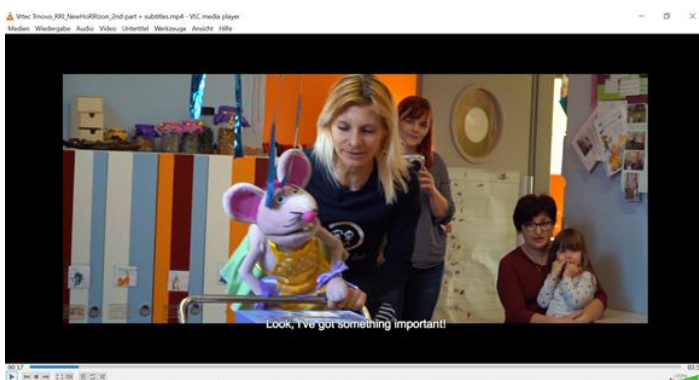 Vrtec Trnovo_RRI_NewHoRRIzon_2nd part + subtitles.mp4 - VLC media player
Medien Wiedergabe Audio Video Untertitel Werkzeuge Ansicht Hilfe
Look, I've got something important!
00:17